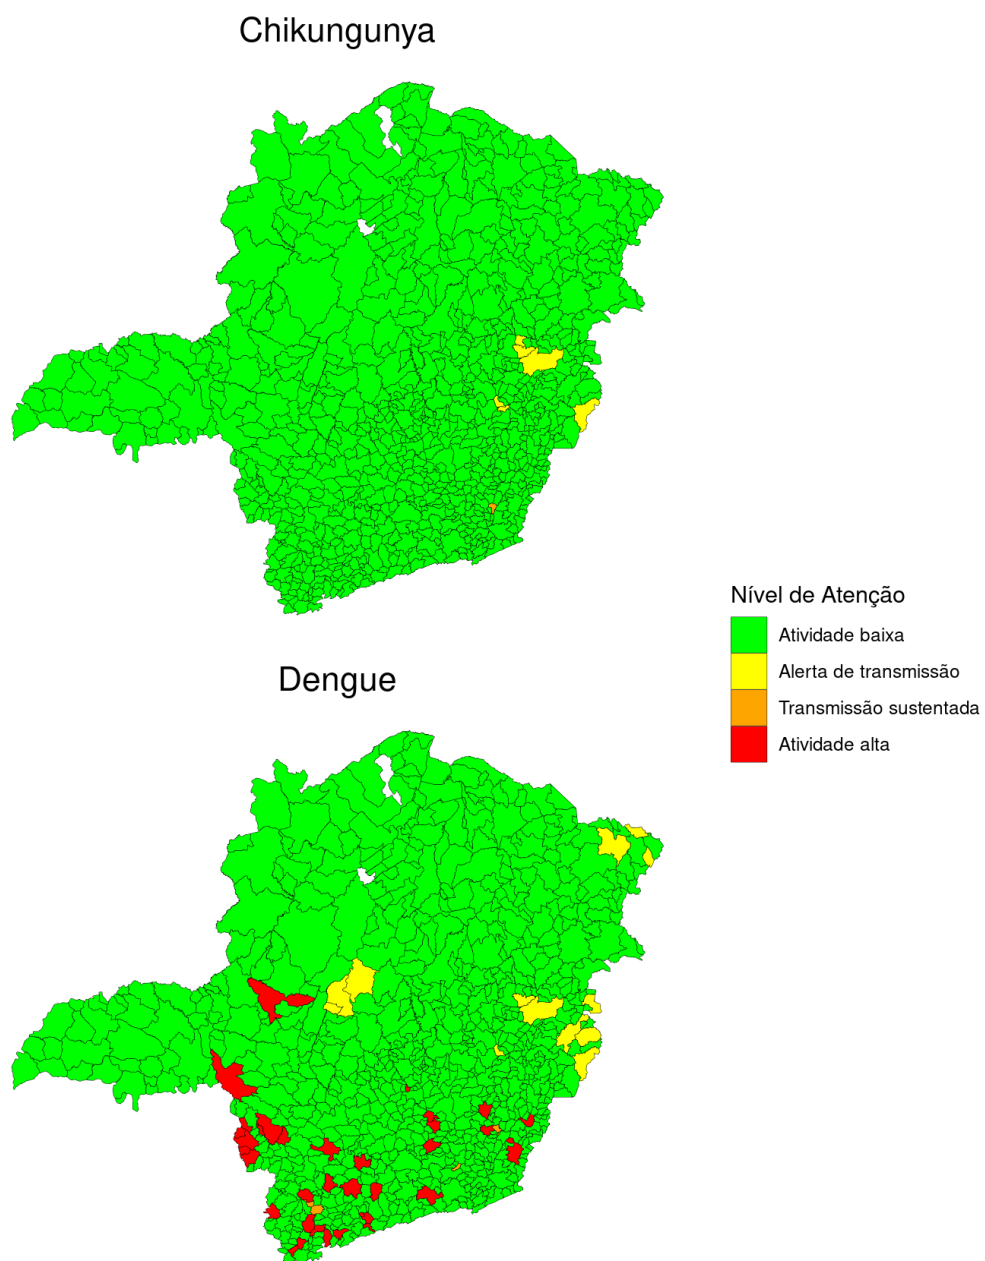 Chikungunya
Nível de Atenção
Atividade baixa
Alerta de transmissão
Transmissão sustentada
Atividade alta
Dengue